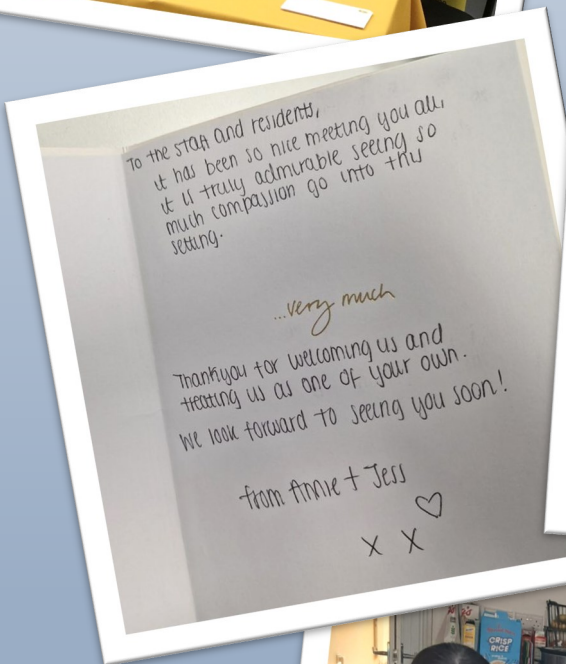 To the staff and residents,
it has been so nice meeting you all,
it is truly admirable seeing so
much compassion go into this
setting.
...very much
Thankyou for welcoming us and
treating us as one of your own.
We look forward to seeing you soon!
from Annie + Jess
X X
CRISP
RICE